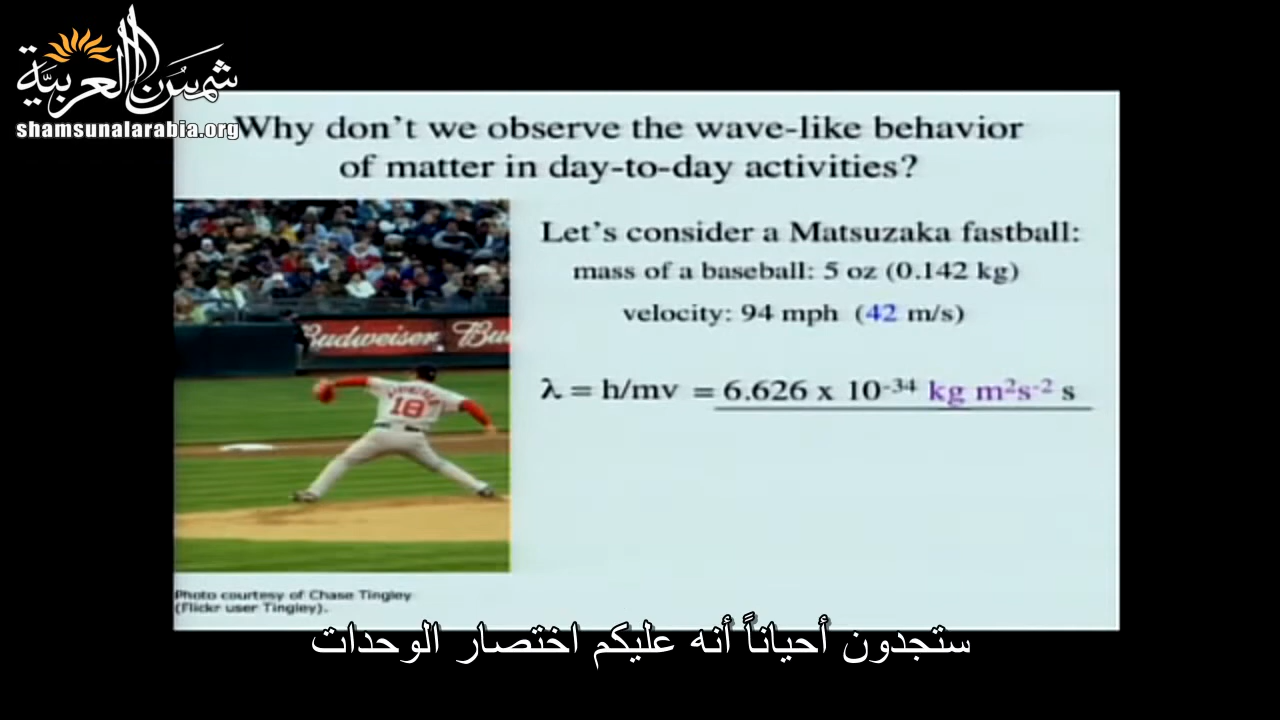 شمس العربية
shamsunalarabia.org
Why don't we observe the wave-like behavior
of matter in day-to-day activities?
Let's consider a Matsuzaka fastball:
mass of a baseball: 5 oz (0.142 kg)
velocity: 94 mph (42 m/s)
λ = h/mv = 6.626 x 10⁻³⁴ kg m²s⁻² s
Budweiser
18
Photo courtesy of Chase Tingley
(Flickr user Tingley).
ستجدون أحياناً أنه عليكم اختصار الوحدات